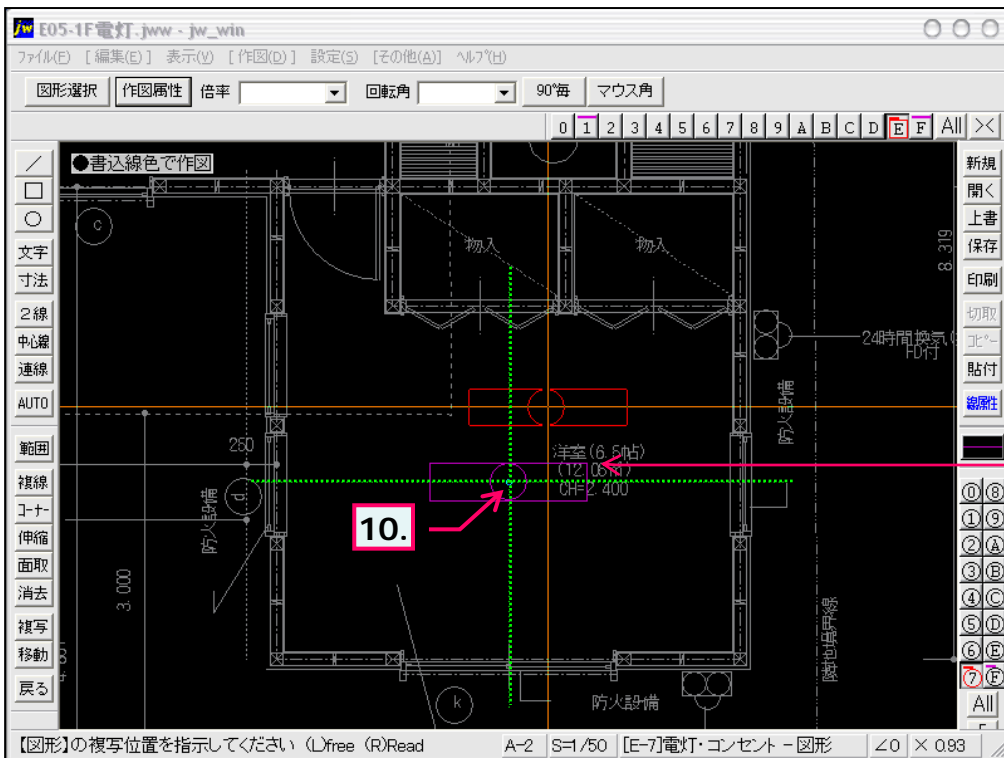 E05-1F電灯.jww - jw_win
ﾌｧｲﾙ(F) [ 編集(E) ] 表示(V) [ 作図(D) ] 設定(S) [その他(A)] ﾍﾙﾌﾟ(H)
図形選択 作図属性 倍率 回転角 90°毎 マウス角
0 1 2 3 4 5 6 7 8 9 A B C D E F All ><
●書込線色で作図
／ □ ○
文字
寸法
２線
中心線
連線
AUTO
範囲
複線
ｺｰﾅｰ
伸縮
面取
消去
複写
移動
戻る
c
物入
物入
8.319
24時間換気(
FD付
防火設備
洋室(6.5帖)
CH=2.400
250
d
防火設備
3.000
10.
隣地境界線
k
防火設備
新規
開く
上書
保存
印刷
切取
ｺﾋﾟｰ
貼付
線属性
⓪ ⑧
① ⑨
② Ⓐ
③ Ⓑ
④ Ⓒ
⑤ Ⓓ
⑥ Ⓔ
⑦ Ⓕ
All
【図形】の複写位置を指示してください (L)free (R)Read A-2 S=1/50 [E-7]電灯・コンセント－図形 ∠0 × 0.93